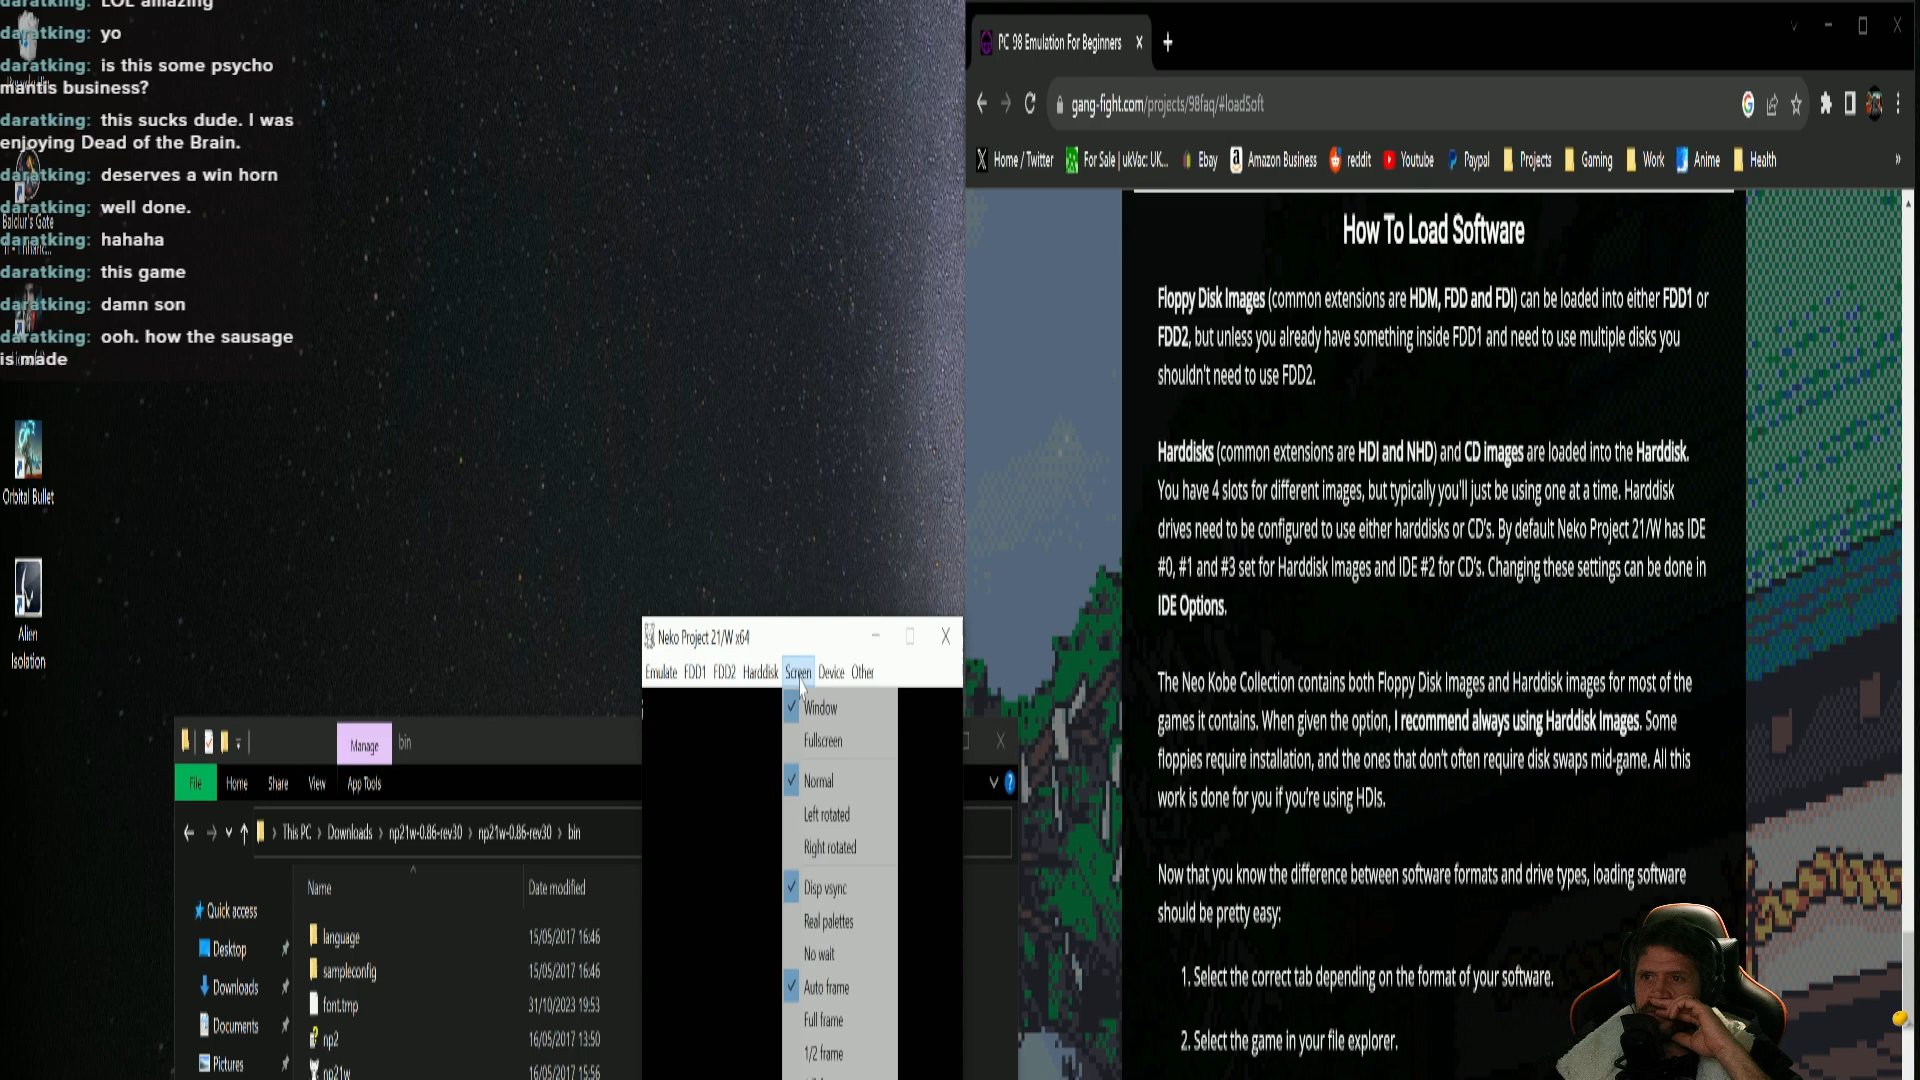 daratking: LOL amazing
daratking: yo
daratking: is this some psycho
mantis business?
daratking: this sucks dude. I was
enjoying Dead of the Brain.
daratking: deserves a win horn
daratking: well done.
daratking: hahaha
daratking: this game
daratking: damn son
daratking: ooh. how the sausage
is made
Baldur's Gate
Orbital Bullet
Alien
Isolation
PC 98 Emulation For Beginners
gang-fight.com/projects/98faq/#loadSoft
Home / Twitter
For Sale | ukVac: UK...
Ebay
Amazon Business
reddit
Youtube
Paypal
Projects
Gaming
Work
Anime
Health
»
How To Load Software
Floppy Disk Images (common extensions are HDM, FDD and FDI) can be loaded into either FDD1 or
FDD2, but unless you already have something inside FDD1 and need to use multiple disks you
shouldn't need to use FDD2.
Harddisks (common extensions are HDI and NHD) and CD images are loaded into the Harddisk.
You have 4 slots for different images, but typically you'll just be using one at a time. Harddisk
drives need to be configured to use either harddisks or CD's. By default Neko Project 21/W has IDE
#0, #1 and #3 set for Harddisk Images and IDE #2 for CD's. Changing these settings can be done in
IDE Options.
The Neo Kobe Collection contains both Floppy Disk Images and Harddisk images for most of the
games it contains. When given the option, I recommend always using Harddisk Images. Some
floppies require installation, and the ones that don't often require disk swaps mid-game. All this
work is done for you if you're using HDIs.
Now that you know the difference between software formats and drive types, loading software
should be pretty easy:
1. Select the correct tab depending on the format of your software.
2. Select the game in your file explorer.
Neko Project 21/W x64
Emulate FDD1 FDD2 Harddisk Screen Device Other
Window
Fullscreen
Normal
Left rotated
Right rotated
Disp vsync
Real palettes
No wait
Auto frame
Full frame
1/2 frame
Manage
bin
File
Home
Share
View
App Tools
This PC > Downloads > np21w-0.86-rev30 > np21w-0.86-rev30 > bin
Name
Date modified
Quick access
Desktop
Downloads
Documents
Pictures
language 15/05/2017 16:46
sampleconfig 15/05/2017 16:46
font.tmp 31/10/2023 19:53
np2 16/05/2017 13:50
np21w 16/05/2017 15:56